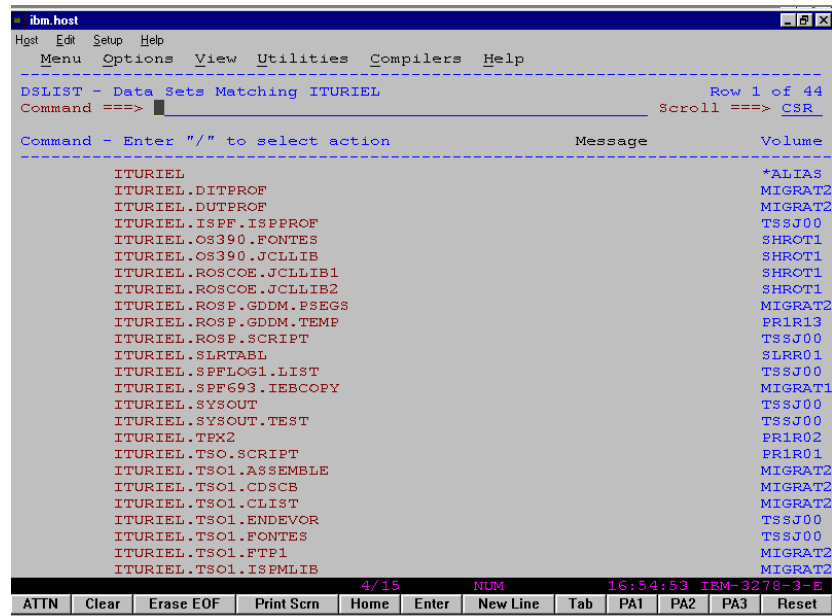 ibm.host
Host Edit Setup Help
Menu Options View Utilities Compilers Help
DSLIST - Data Sets Matching ITURIEL Row 1 of 44
Command ===> Scroll ===> CSR
Command - Enter "/" to select action Message Volume
ITURIEL *ALIAS
ITURIEL.DITPROF MIGRAT2
ITURIEL.DUTPROF MIGRAT2
ITURIEL.ISPF.ISPPROF TSSJ00
ITURIEL.OS390.FONTES SHROT1
ITURIEL.OS390.JCLLIB SHROT1
ITURIEL.ROSCOE.JCLLIB1 SHROT1
ITURIEL.ROSCOE.JCLLIB2 SHROT1
ITURIEL.ROSP.GDDM.PSEGS MIGRAT2
ITURIEL.ROSP.GDDM.TEMP PR1R13
ITURIEL.ROSP.SCRIPT TSSJ00
ITURIEL.SLRTABL SLRR01
ITURIEL.SPFLOG1.LIST TSSJ00
ITURIEL.SPF693.IEBCOPY MIGRAT1
ITURIEL.SYSOUT TSSJ00
ITURIEL.SYSOUT.TEST TSSJ00
ITURIEL.TPX2 PR1R02
ITURIEL.TSO.SCRIPT PR1R01
ITURIEL.TSO1.ASSEMBLE MIGRAT2
ITURIEL.TSO1.CDSCB MIGRAT2
ITURIEL.TSO1.CLIST MIGRAT2
ITURIEL.TSO1.ENDEVOR TSSJ00
ITURIEL.TSO1.FONTES TSSJ00
ITURIEL.TSO1.FTP1 MIGRAT2
ITURIEL.TSO1.ISPMLIB MIGRAT2
4/15 NUM 16:54:53 IBM-3278-3-E
ATTN Clear Erase EOF Print Scrn Home Enter New Line Tab PA1 PA2 PA3 Reset